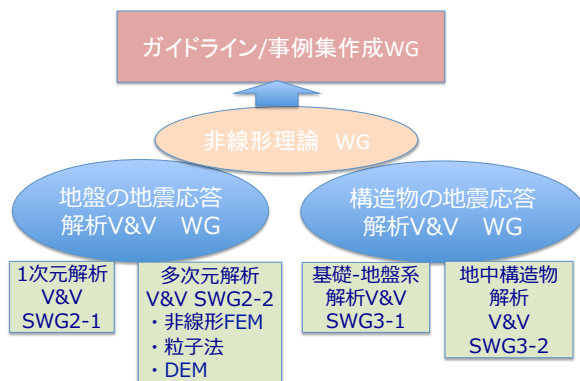 ガイドライン/事例集作成WG
非線形理論　WG
地盤の地震応答
解析V&V　WG
構造物の地震応答
解析V&V　WG
1次元解析
V&V
SWG2-1
多次元解析
V&V SWG2-2
・非線形FEM
・粒子法
・DEM
基礎-地盤系
解析V&V
SWG3-1
地中構造物
解析
V&V
SWG3-2